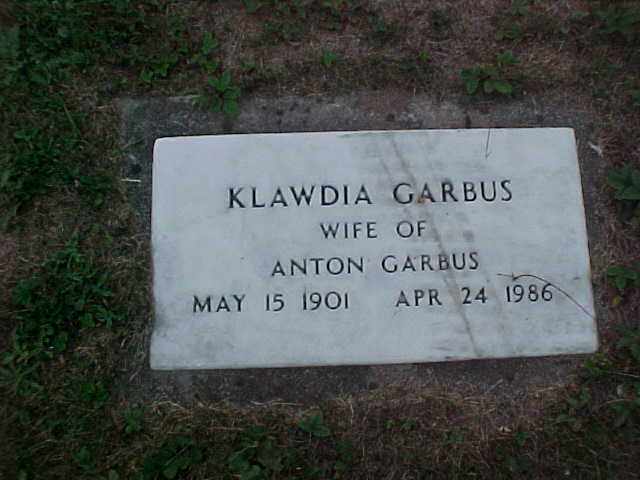 KLAWDIA GARBUS
WIFE OF
ANTON GARBUS
MAY 15 1901 APR 24 1986